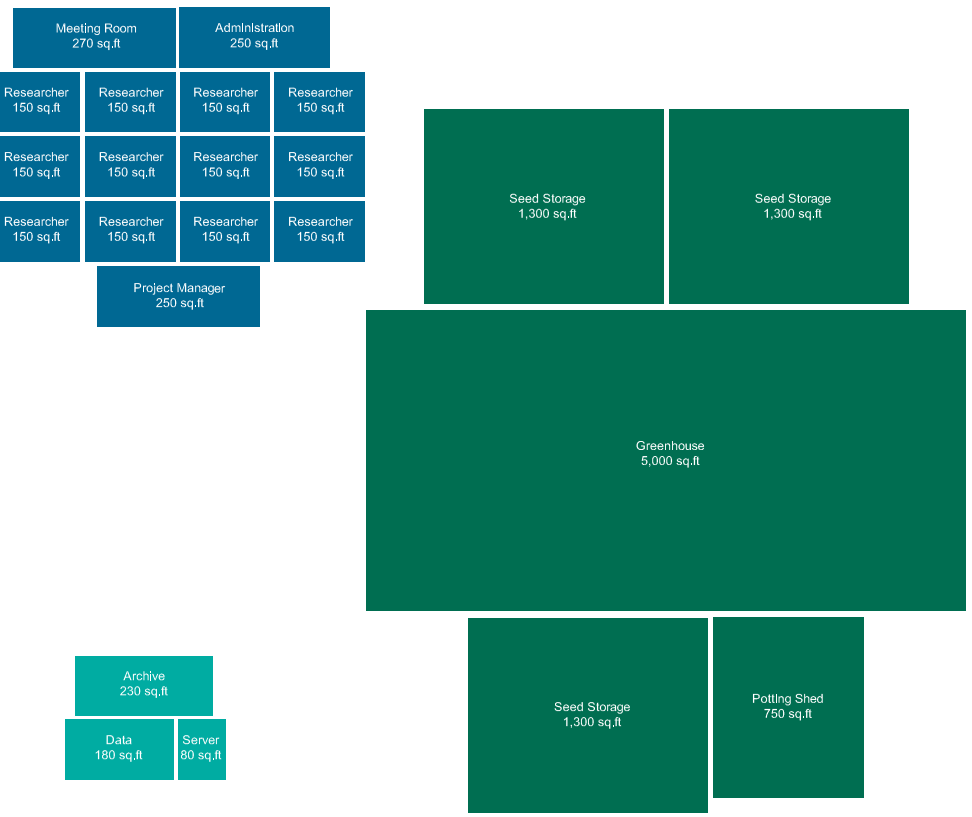 Meeting Room
270 sq.ft
Administration
250 sq.ft
Researcher
150 sq.ft
Researcher
150 sq.ft
Researcher
150 sq.ft
Researcher
150 sq.ft
Researcher
150 sq.ft
Researcher
150 sq.ft
Researcher
150 sq.ft
Researcher
150 sq.ft
Researcher
150 sq.ft
Researcher
150 sq.ft
Researcher
150 sq.ft
Researcher
150 sq.ft
Project Manager
250 sq.ft
Seed Storage
1,300 sq.ft
Seed Storage
1,300 sq.ft
Greenhouse
5,000 sq.ft
Seed Storage
1,300 sq.ft
Potting Shed
750 sq.ft
Archive
230 sq.ft
Data
180 sq.ft
Server
80 sq.ft